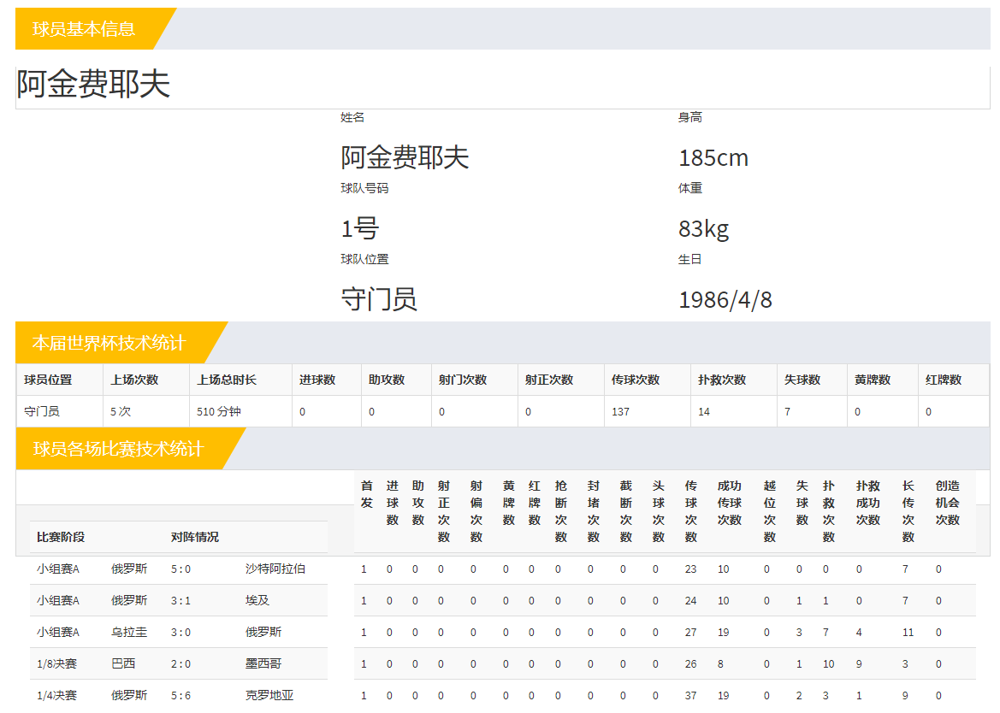 球员基本信息
阿金费耶夫
姓名 身高
阿金费耶夫 185cm
球队号码 体重
1号 83kg
球队位置 生日
守门员 1986/4/8
本届世界杯技术统计
球员位置 上场次数 上场总时长 进球数 助攻数 射门次数 射正次数 传球次数 扑救次数 失球数 黄牌数 红牌数
守门员 5 次 510 分钟 0 0 0 0 137 14 7 0 0
球员各场比赛技术统计
比赛阶段 对阵情况 首发 进球数 助攻数 射正次数 射偏次数 黄牌数 红牌数 抢断次数 封堵次数 截断次数 头球次数 传球次数 成功传球次数 越位次数 失球数 扑救次数 扑救成功次数 长传次数 创造机会次数
小组赛A 俄罗斯 5:0 沙特阿拉伯 1 0 0 0 0 0 0 0 0 0 0 23 10 0 0 0 0 7 0
小组赛A 俄罗斯 3:1 埃及 1 0 0 0 0 0 0 0 0 0 0 24 10 0 1 1 0 7 0
小组赛A 乌拉圭 3:0 俄罗斯 1 0 0 0 0 0 0 0 0 0 0 27 19 0 3 7 4 11 0
1/8决赛 巴西 2:0 墨西哥 1 0 0 0 0 0 0 0 0 0 0 26 8 0 1 10 9 3 0
1/4决赛 俄罗斯 5:6 克罗地亚 1 0 0 0 0 0 0 0 0 0 0 37 19 0 2 3 1 9 0